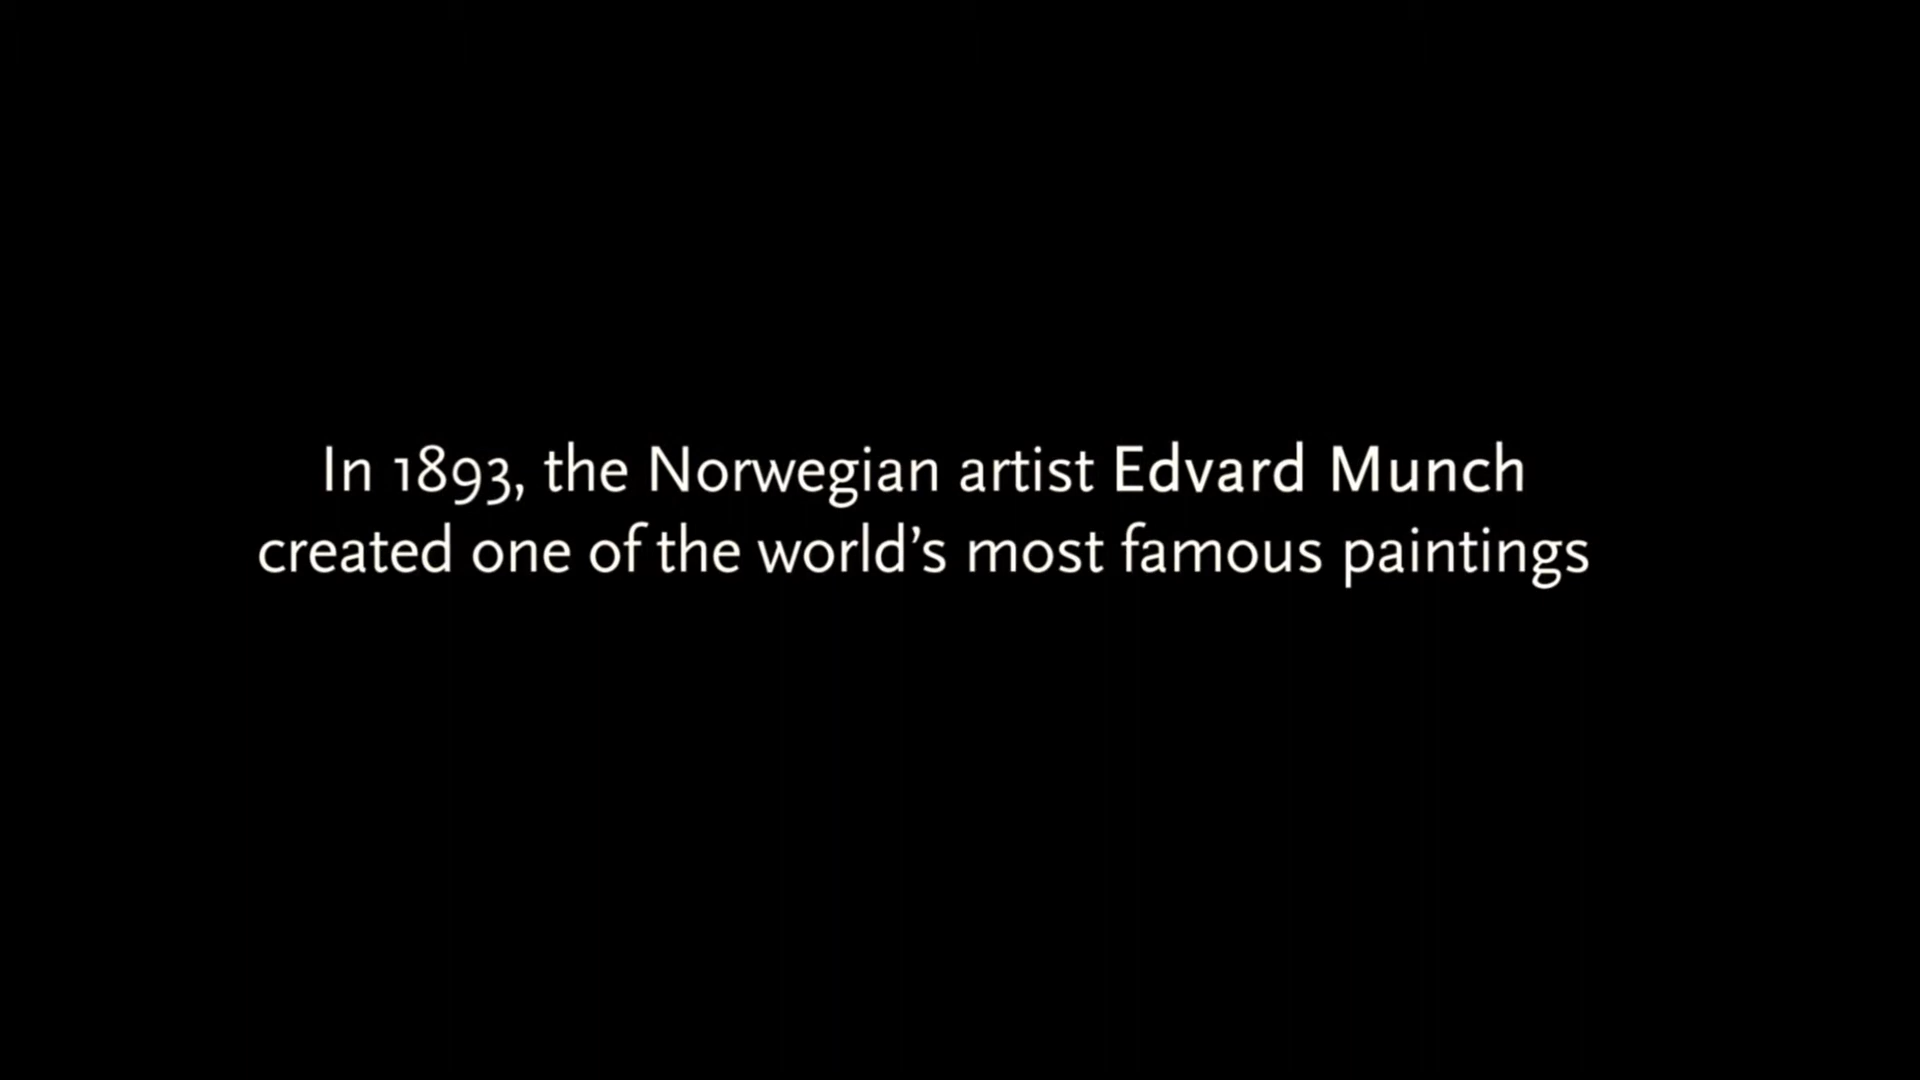 In 1893, the Norwegian artist Edvard Munch
created one of the world’s most famous paintings